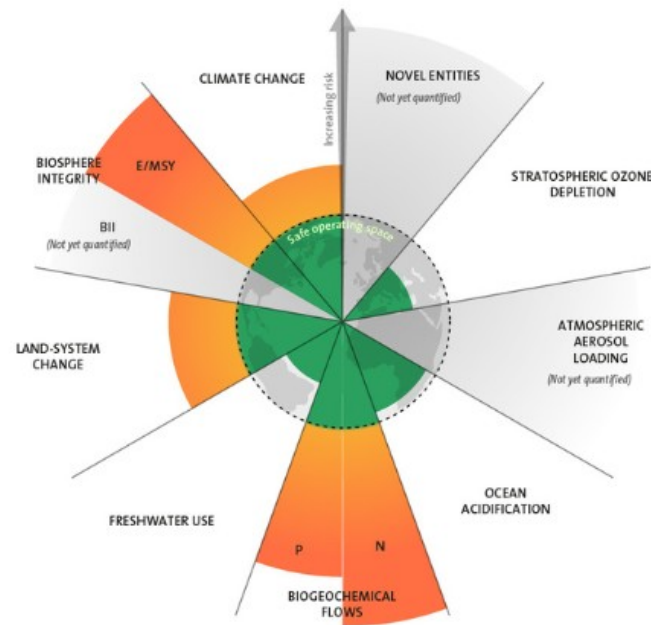 CLIMATE CHANGE
Increasing risk
NOVEL ENTITIES
(Not yet quantified)
STRATOSPHERIC OZONE
DEPLETION
ATMOSPHERIC
AEROSOL
LOADING
(Not yet quantified)
OCEAN
ACIDIFICATION
N
P
BIOGEOCHEMICAL
FLOWS
FRESHWATER USE
LAND-SYSTEM
CHANGE
BIOSPHERE
INTEGRITY
E/MSY
BII
(Not yet quantified)
Safe operating space